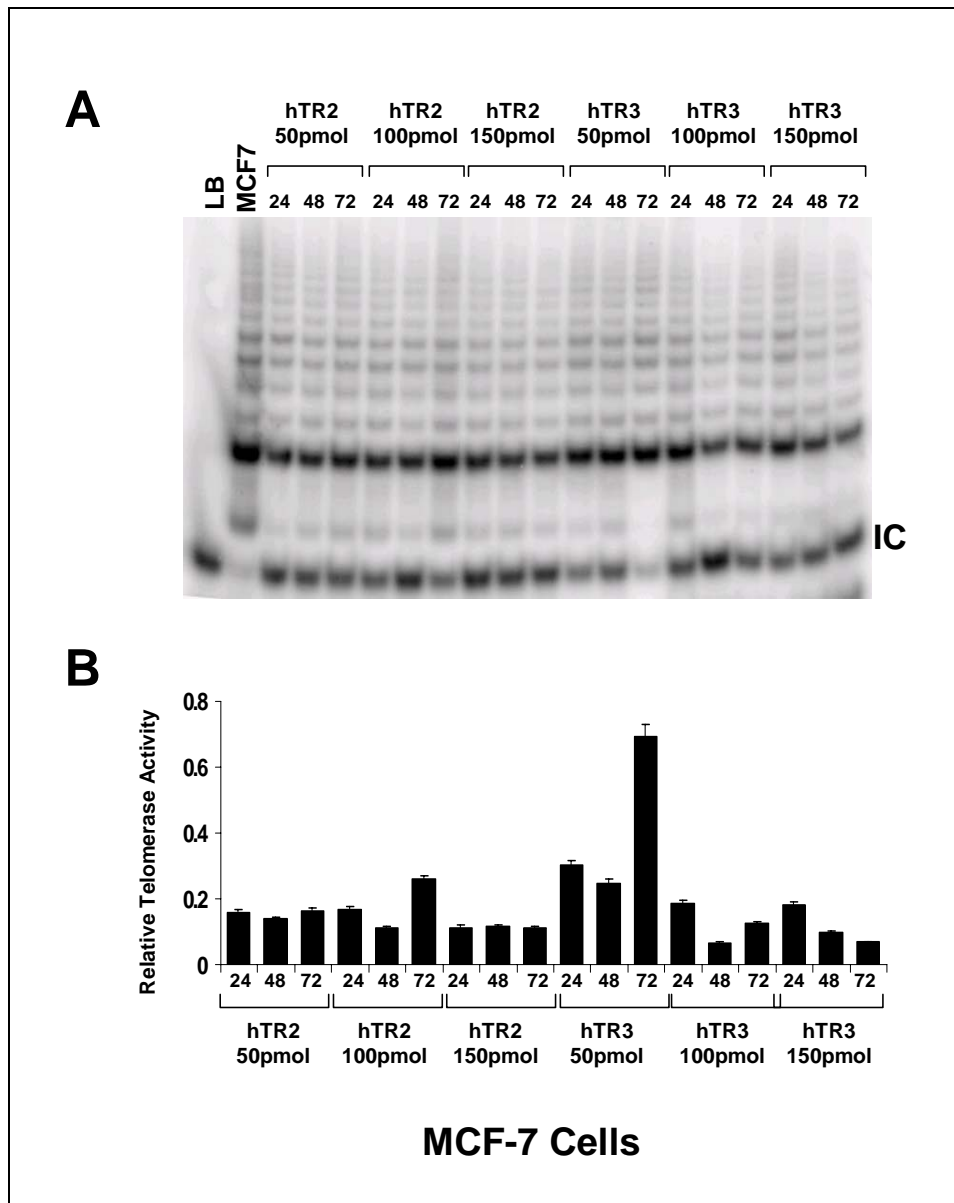 A
hTR2 hTR2 hTR2 hTR3 hTR3 hTR3
50pmol 100pmol 150pmol 50pmol 100pmol 150pmol
LB
MCF7
24 48 72 24 48 72 24 48 72 24 48 72 24 48 72 24 48 72
IC
B
Relative Telomerase Activity
0.8
0.6
0.4
0.2
0
24 48 72 24 48 72 24 48 72 24 48 72 24 48 72 24 48 72
hTR2 hTR2 hTR2 hTR3 hTR3 hTR3
50pmol 100pmol 150pmol 50pmol 100pmol 150pmol
MCF-7 Cells